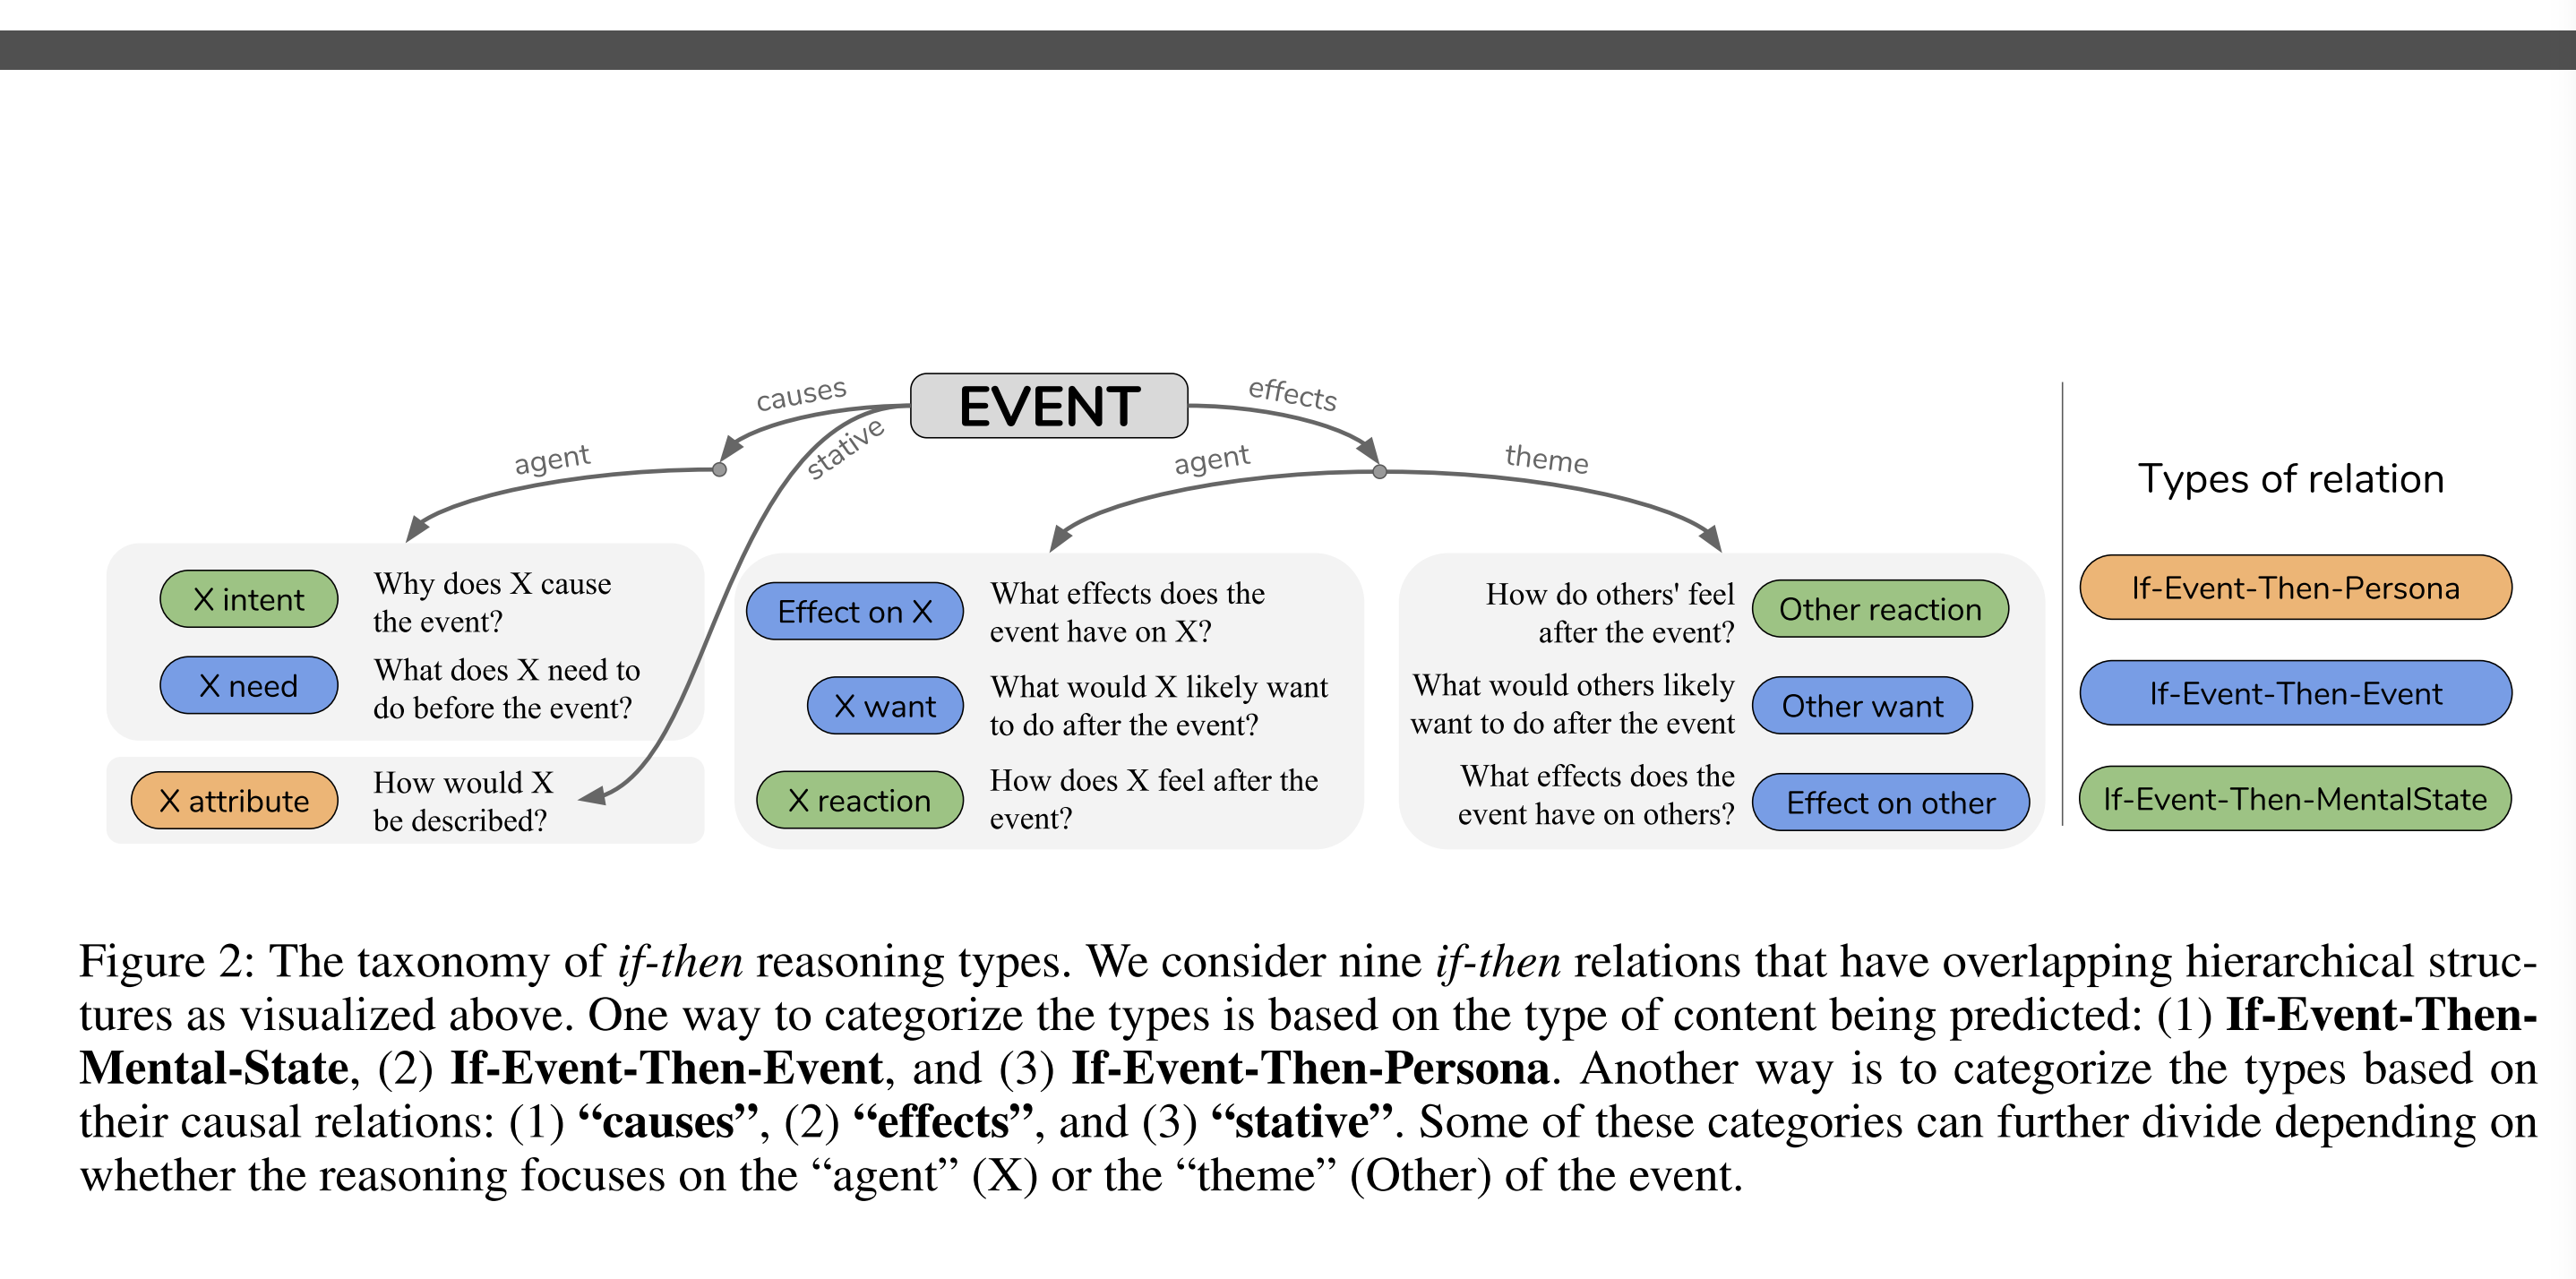 EVENT
causes
effects
stative
agent
agent
theme
X intent
Why does X cause
the event?
X need
What does X need to
do before the event?
X attribute
How would X
be described?
Effect on X
What effects does the
event have on X?
X want
What would X likely want
to do after the event?
X reaction
How does X feel after the
event?
How do others' feel
after the event?
Other reaction
What would others likely
want to do after the event
Other want
What effects does the
event have on others?
Effect on other
Types of relation
If-Event-Then-Persona
If-Event-Then-Event
If-Event-Then-MentalState
Figure 2: The taxonomy of if-then reasoning types. We consider nine if-then relations that have overlapping hierarchical struc-
tures as visualized above. One way to categorize the types is based on the type of content being predicted: (1) If-Event-Then-
Mental-State, (2) If-Event-Then-Event, and (3) If-Event-Then-Persona. Another way is to categorize the types based on
their causal relations: (1) “causes”, (2) “effects”, and (3) “stative”. Some of these categories can further divide depending on
whether the reasoning focuses on the “agent” (X) or the “theme” (Other) of the event.